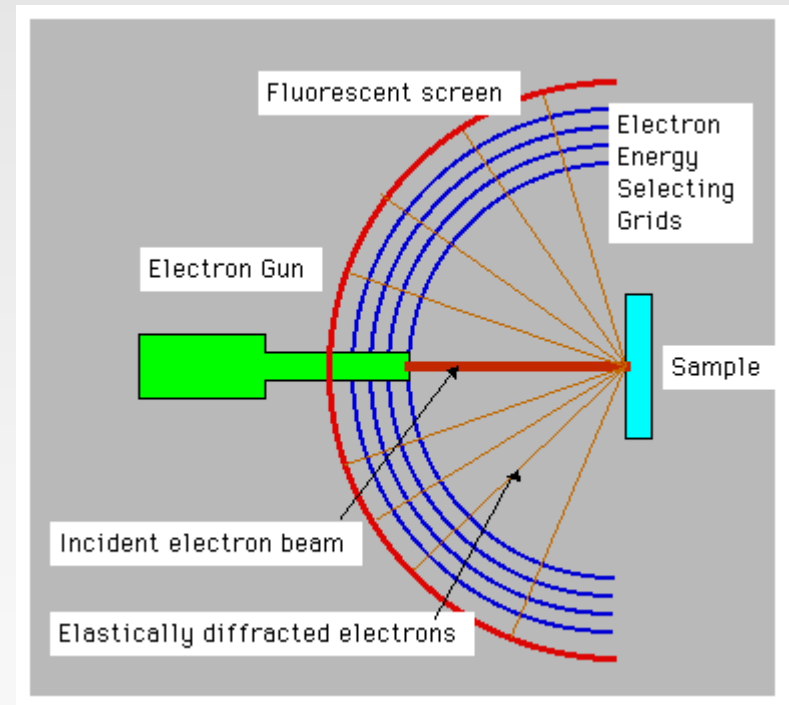 Fluorescent screen
Electron
Energy
Selecting
Grids
Electron Gun
Sample
Incident electron beam
Elastically diffracted electrons